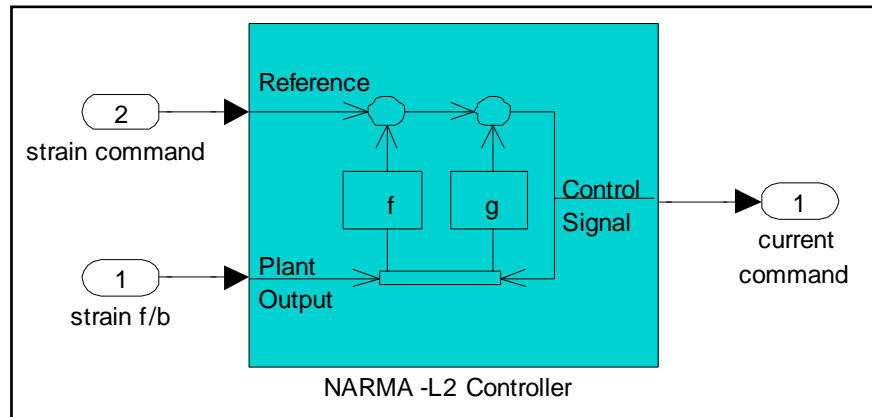 Reference
2
strain command
f
g
Control
Signal
1
current
command
Plant
Output
1
strain f/b
NARMA -L2 Controller